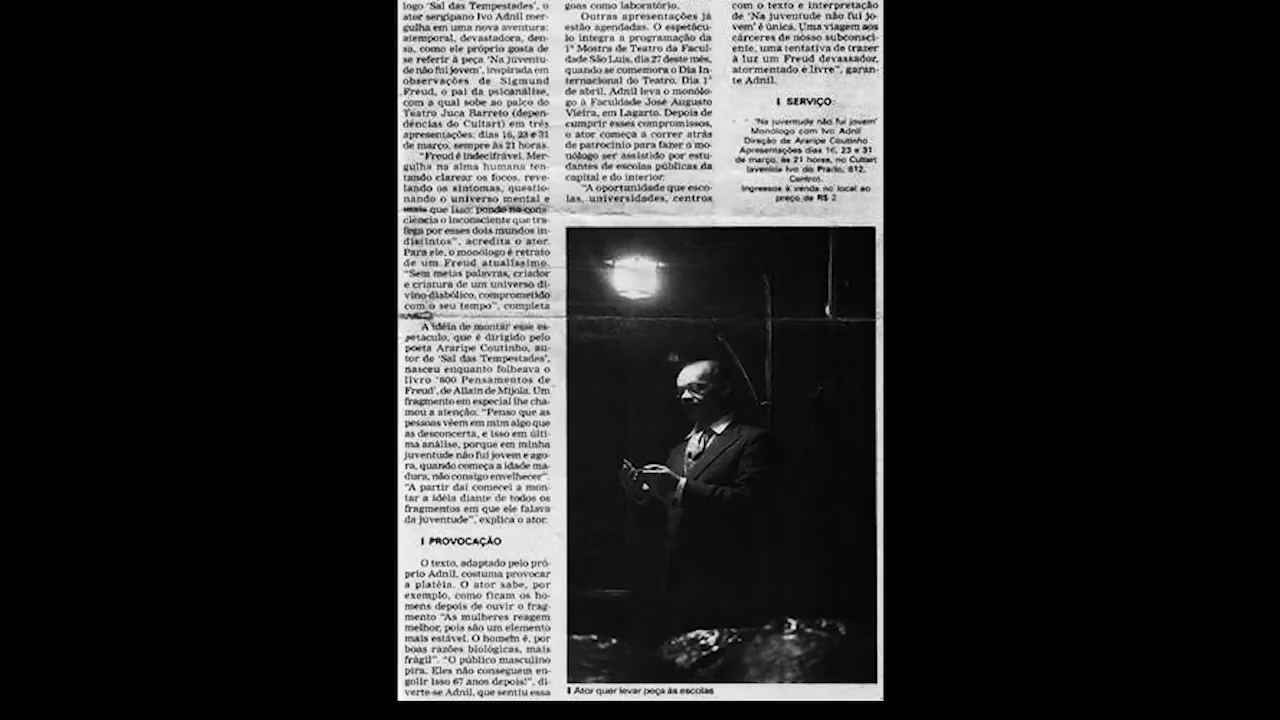 logo 'Sal das Tempestades', o
ator sergipano Ivo Adnil mer-
gulha em uma nova aventura:
atemporal, devastadora, den-
sa, como ele próprio gosta de
se referir à peça 'Na juventu-
de não fui jovem', inspirada em
observações de Sigmund
Freud, o pai da psicanálise,
com a qual sobe ao palco do
Teatro Juca Barreto (depen-
dências do Cultart) em três
apresentações: dias 16, 23 e 31
de março, sempre às 21 horas.
"Freud é indecifrável. Mer-
gulha na alma humana ten-
tando clarear os focos, reve-
lando os sintomas, questio-
nando o universo mental e
mais que isso: pondo na cons-
ciência o inconsciente que tra-
fega por esses dois mundos in-
distintos", acredita o ator.
Para ele, o monólogo é retrato
de um Freud atualíssimo.
"Sem meias palavras, criador
e criatura de um universo di-
vino-diabólico, comprometido
com o seu tempo", completa
A idéia de montar esse es-
petáculo, que é dirigido pelo
poeta Araripe Coutinho, au-
tor de 'Sal das Tempestades',
nasceu enquanto folheava o
livro '600 Pensamentos de
Freud', de Allain de Mijola. Um
fragmento em especial lhe cha-
mou a atenção: "Penso que as
pessoas vêem em mim algo que
as desconcerta, e isso em últi-
ma análise, porque em minha
juventude não fui jovem e ago-
ra, quando começa a idade ma-
dura, não consigo envelhecer".
"A partir daí comecei a mon-
tar a idéia diante de todos os
fragmentos em que ele falava
da juventude", explica o ator.
PROVOCAÇÃO
O texto, adaptado pelo pró-
prio Adnil, costuma provocar
a platéia. O ator sabe, por
exemplo, como ficam os ho-
mens depois de ouvir o frag-
mento "As mulheres reagem
melhor, pois são um elemento
mais estável. O homem é, por
boas razões biológicas, mais
frágil". "O público masculino
pira. Eles não conseguem en-
golir isso 67 anos depois!", di-
verte-se Adnil, que sentiu essa
goas como laboratório.
Outras apresentações já
estão agendadas. O espetácu-
lo integra a programação da
1ª Mostra de Teatro da Facul-
dade São Luís, dia 27 deste mês,
quando se comemora o Dia In-
ternacional do Teatro. Dia 1º
de abril, Adnil leva o monólo-
go à Faculdade José Augusto
Vieira, em Lagarto. Depois de
cumprir esses compromissos,
o ator começa a correr atrás
de patrocínio para fazer o mo-
nólogo ser assistido por estu-
dantes de escolas públicas da
capital e do interior.
"A oportunidade que esco-
las, universidades, centros
com o texto e interpretação
de 'Na juventude não fui jo-
vem' é única. Uma viagem aos
cárceres de nosso subconsci-
ente, uma tentativa de trazer
à luz um Freud devassador,
atormentado e livre", garan-
te Adnil.
SERVIÇO:
'Na juventude não fui jovem'
Monólogo com Ivo Adnil
Direção de Araripe Coutinho
Apresentações dias 16, 23 e 31
de março, às 21 horas, no Cultart
(avenida Ivo do Prado, 612,
Centro).
Ingressos à venda no local ao
preço de R$ 2
Ator quer levar peça às escolas